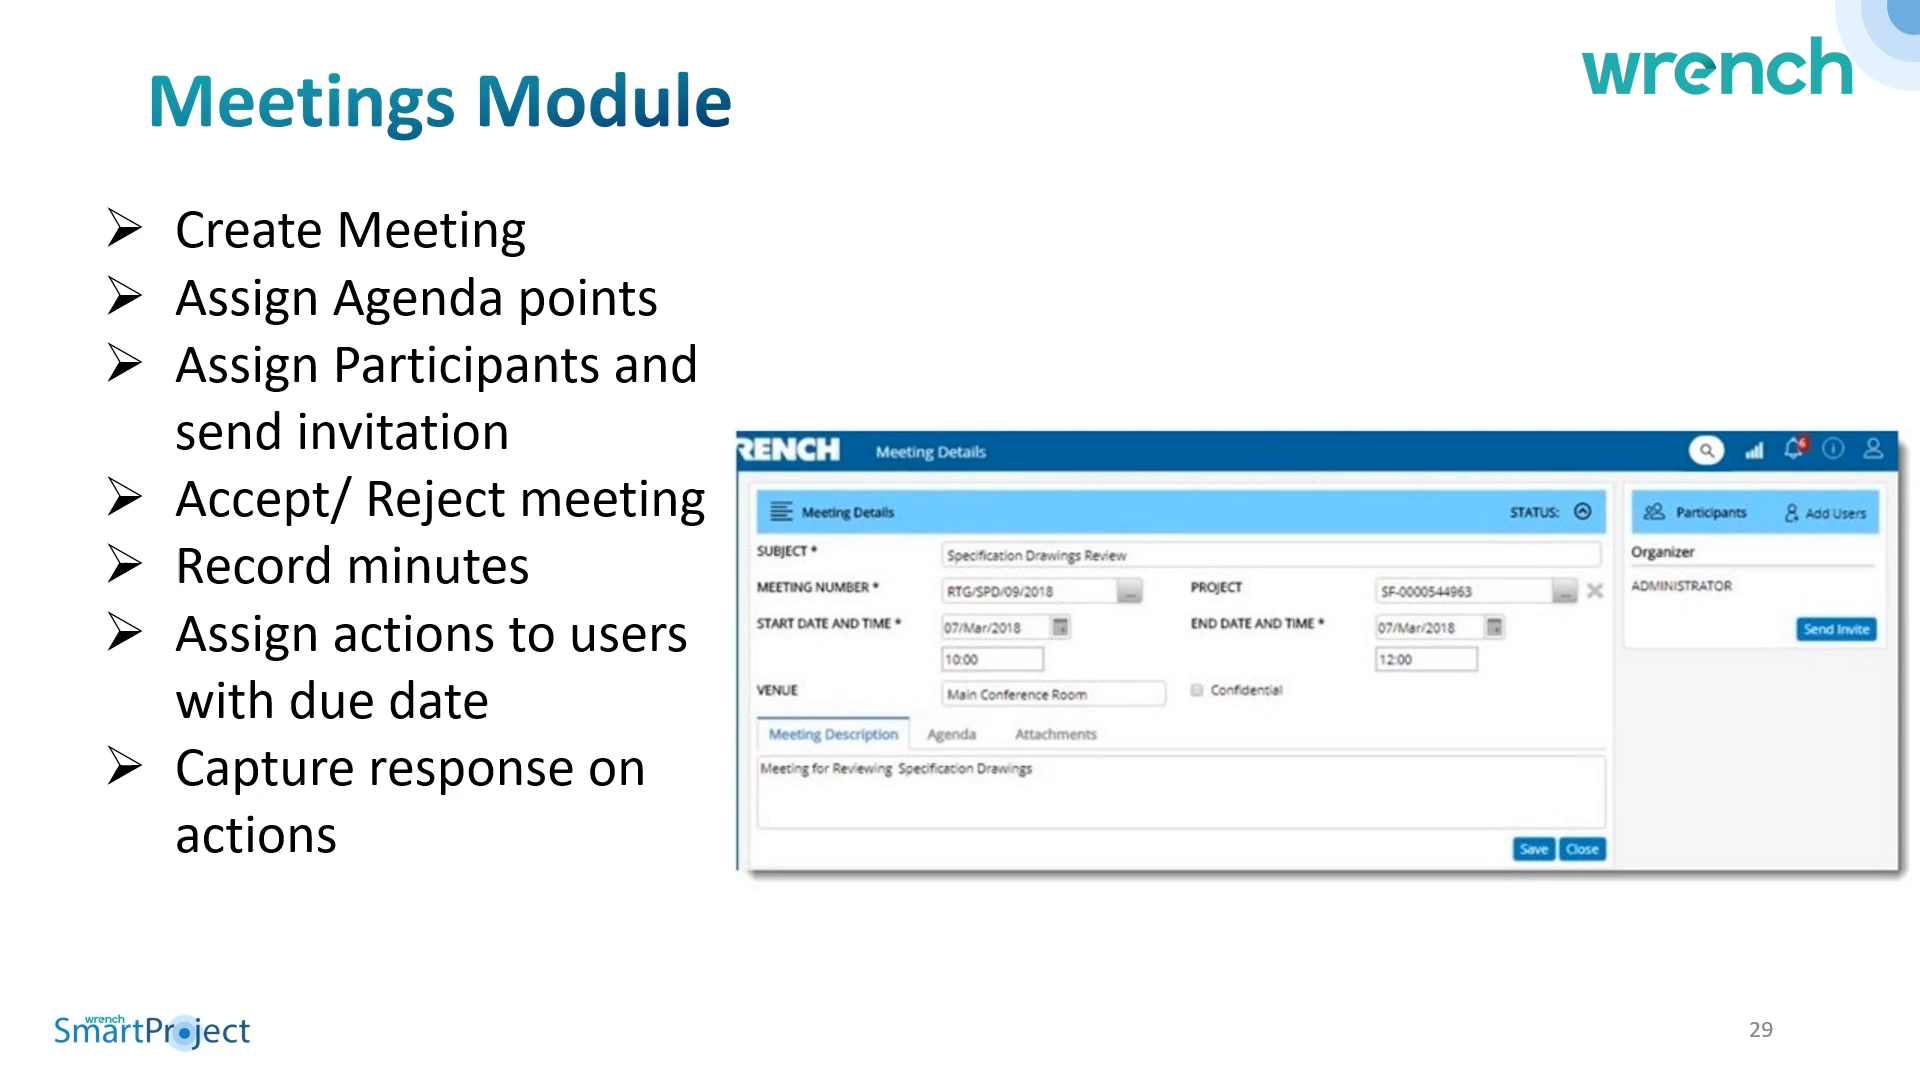 Meetings Module
wrench
Create Meeting
Assign Agenda points
Assign Participants and
send invitation
Accept/ Reject meeting
Record minutes
Assign actions to users
with due date
Capture response on
actions
RENCH Meeting Details 6
Meeting Details STATUS:
SUBJECT * Specification Drawings Review
MEETING NUMBER * RTG/SPD/09/2018 ... PROJECT SF-0000544963 ...
START DATE AND TIME * 07/Mar/2018 END DATE AND TIME * 07/Mar/2018
10:00 12:00
VENUE Main Conference Room Confidential
Meeting Description Agenda Attachments
Meeting for Reviewing Specification Drawings
Save Close
Participants Add Users
Organizer
ADMINISTRATOR
Send Invite
wrench
SmartProject
29